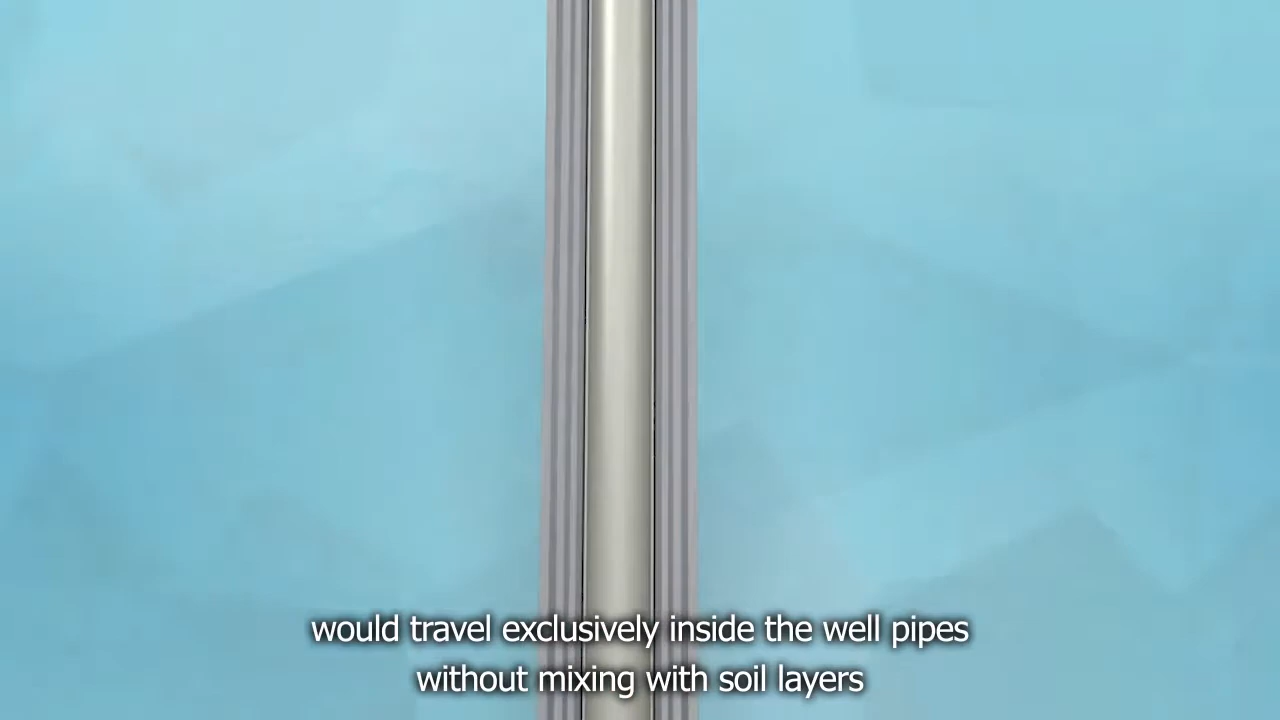 would travel exclusively inside the well pipes
without mixing with soil layers